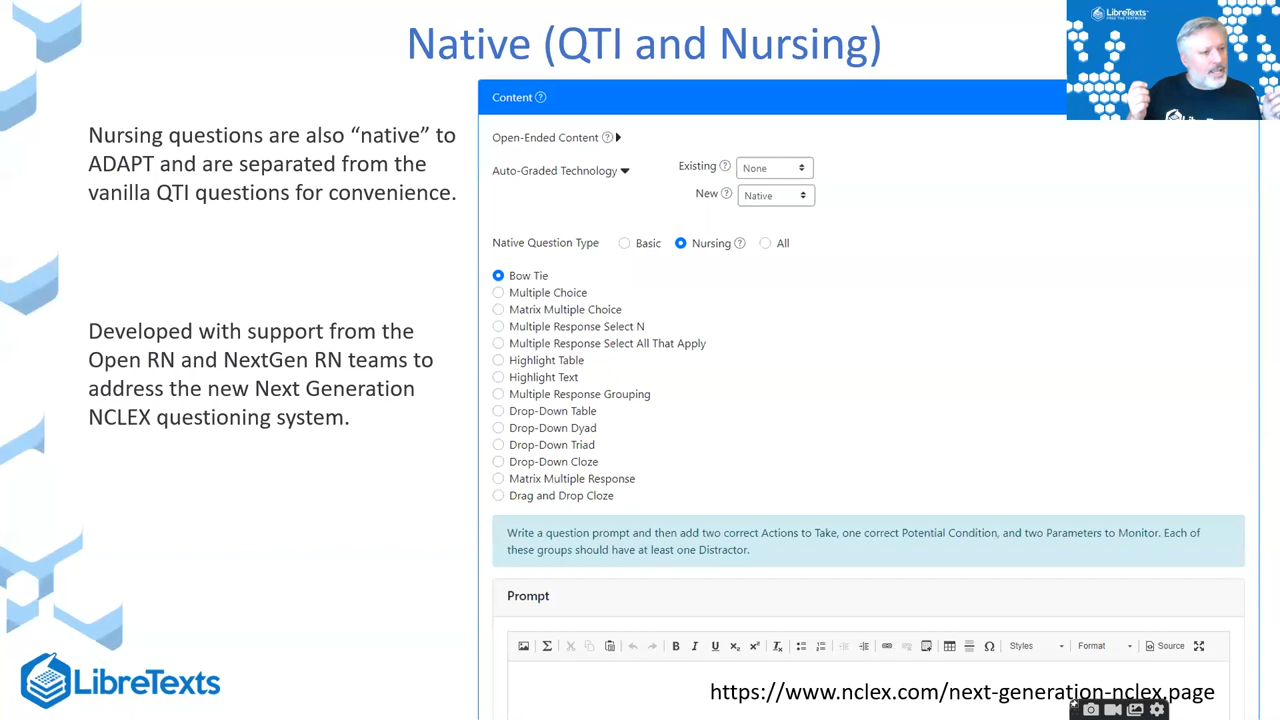 Native (QTI and Nursing)
LibreTexts
FREE THE TEXTBOOK
Nursing questions are also “native” to
ADAPT and are separated from the
vanilla QTI questions for convenience.
Developed with support from the
Open RN and NextGen RN teams to
address the new Next Generation
NCLEX questioning system.
LibreTexts
Content
Open-Ended Content
Auto-Graded Technology
Existing
None
New
Native
Native Question Type
Basic
Nursing
All
Bow Tie
Multiple Choice
Matrix Multiple Choice
Multiple Response Select N
Multiple Response Select All That Apply
Highlight Table
Highlight Text
Multiple Response Grouping
Drop-Down Table
Drop-Down Dyad
Drop-Down Triad
Drop-Down Cloze
Matrix Multiple Response
Drag and Drop Cloze
Write a question prompt and then add two correct Actions to Take, one correct Potential Condition, and two Parameters to Monitor. Each of
these groups should have at least one Distractor.
Prompt
Styles
Format
Source
https://www.nclex.com/next-generation-nclex.page